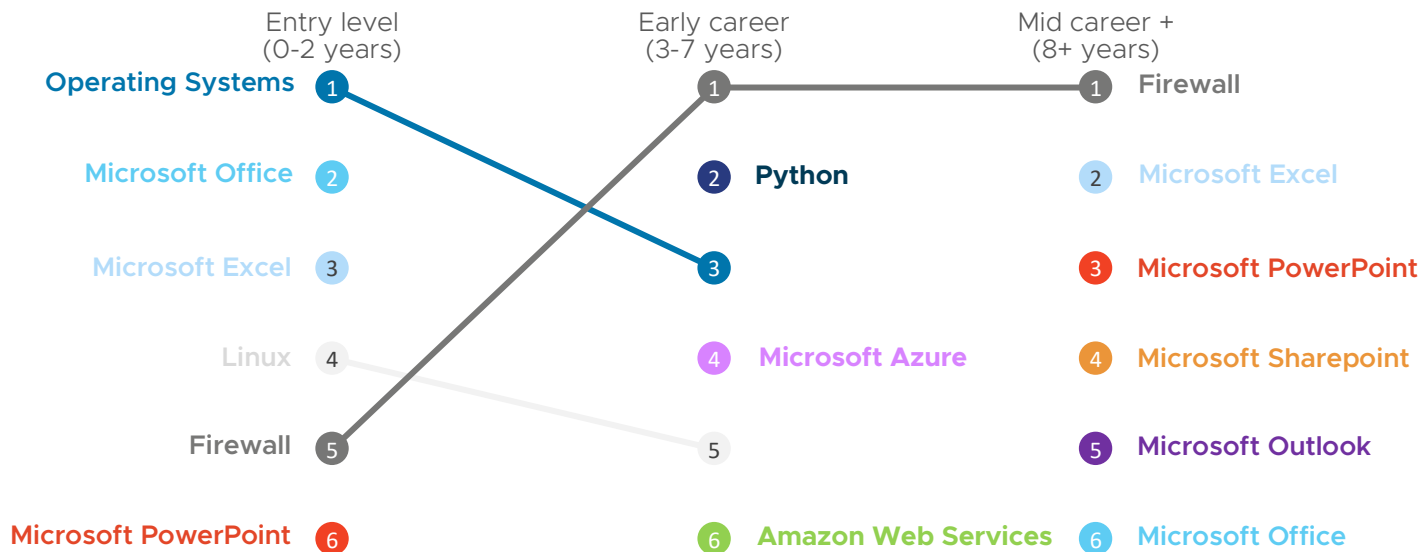 Entry level
(0-2 years)
Early career
(3-7 years)
Mid career +
(8+ years)
Operating Systems 1 1 1 Firewall
Microsoft Office 2 2 Python 2 Microsoft Excel
Microsoft Excel 3 3 3 Microsoft PowerPoint
Linux 4 4 Microsoft Azure 4 Microsoft Sharepoint
Firewall 5 5 5 Microsoft Outlook
Microsoft PowerPoint 6 6 Amazon Web Services 6 Microsoft Office